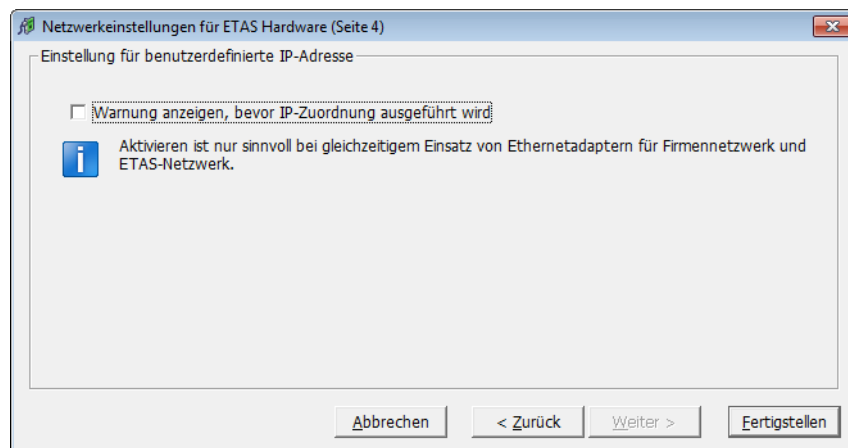 Netzwerkeinstellungen für ETAS Hardware (Seite 4)
Einstellung für benutzerdefinierte IP-Adresse
Warnung anzeigen, bevor IP-Zuordnung ausgeführt wird
Aktivieren ist nur sinnvoll bei gleichzeitigem Einsatz von Ethernetadaptern für Firmennetzwerk und
ETAS-Netzwerk.
Abbrechen
< Zurück
Weiter >
Fertigstellen